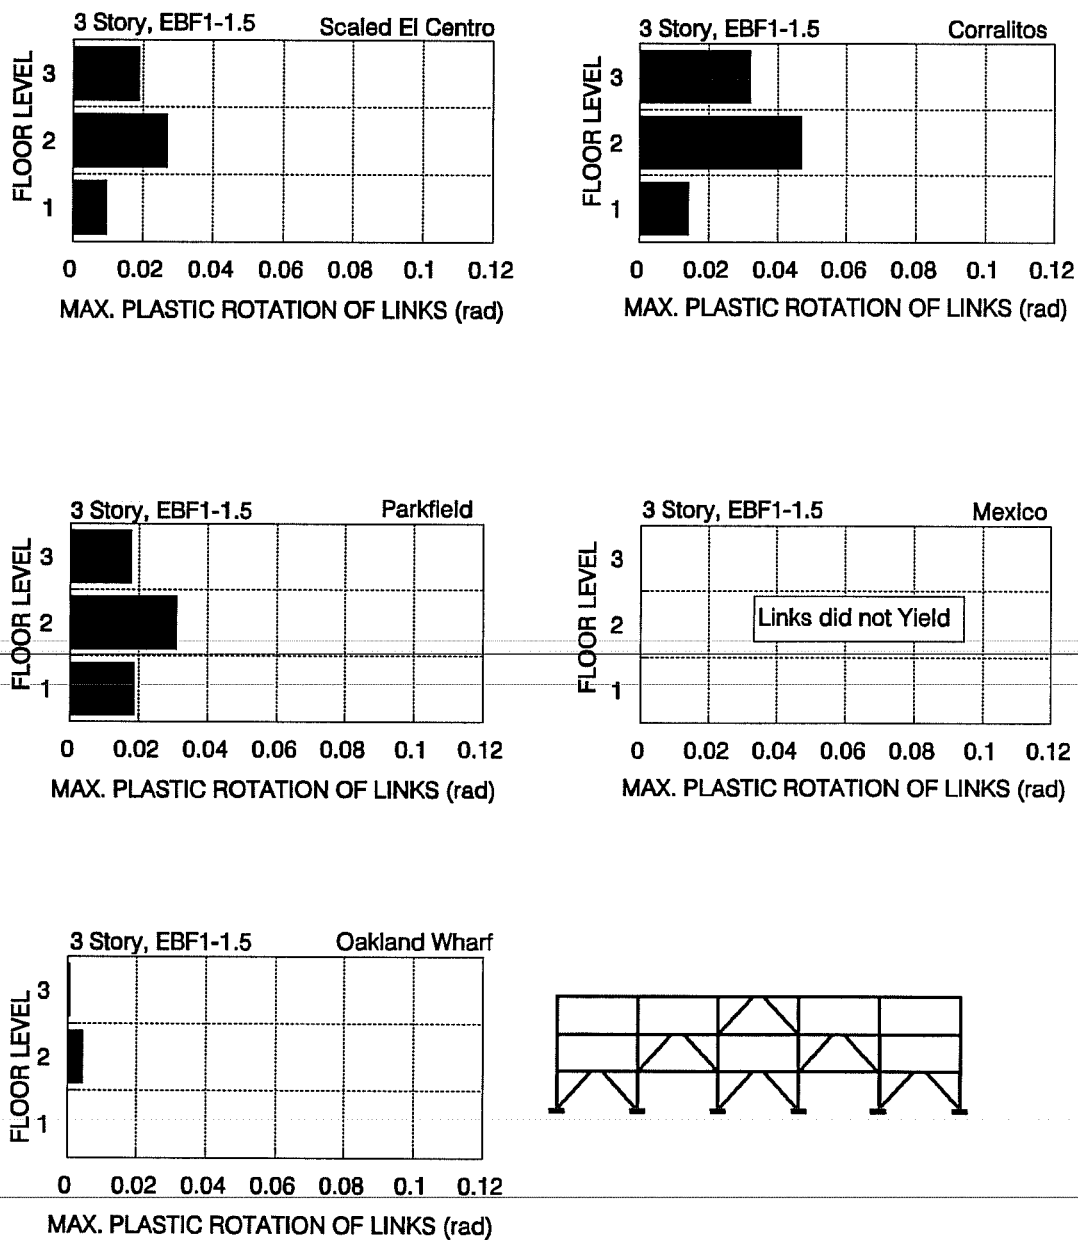 3 Story, EBF1-1.5 Scaled El Centro
FLOOR LEVEL
3
2
1
0 0.02 0.04 0.06 0.08 0.1 0.12
MAX. PLASTIC ROTATION OF LINKS (rad)
3 Story, EBF1-1.5 Corralitos
FLOOR LEVEL
3
2
1
0 0.02 0.04 0.06 0.08 0.1 0.12
MAX. PLASTIC ROTATION OF LINKS (rad)
3 Story, EBF1-1.5 Parkfield
FLOOR LEVEL
3
2
1
0 0.02 0.04 0.06 0.08 0.1 0.12
MAX. PLASTIC ROTATION OF LINKS (rad)
3 Story, EBF1-1.5 Mexico
FLOOR LEVEL
3
2
1
Links did not Yield
0 0.02 0.04 0.06 0.08 0.1 0.12
MAX. PLASTIC ROTATION OF LINKS (rad)
3 Story, EBF1-1.5 Oakland Wharf
FLOOR LEVEL
3
2
1
0 0.02 0.04 0.06 0.08 0.1 0.12
MAX. PLASTIC ROTATION OF LINKS (rad)